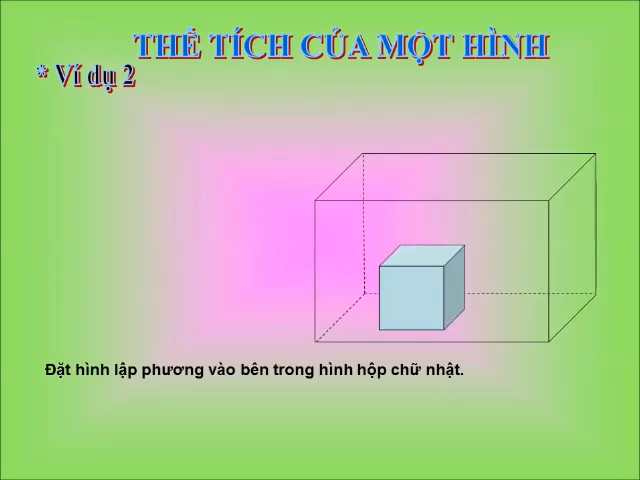 THỂ TÍCH CỦA MỘT HÌNH
* Ví dụ 2
Đặt hình lập phương vào bên trong hình hộp chữ nhật.